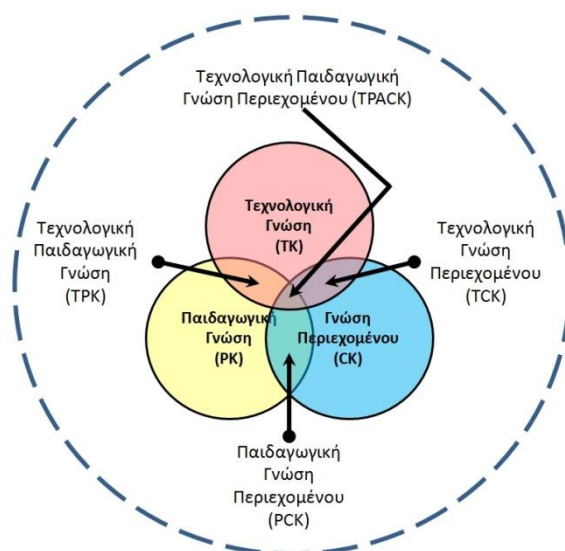 Τεχνολογική Παιδαγωγική
Γνώση Περιεχομένου (TPACK)
Τεχνολογική
Γνώση
(TK)
Τεχνολογική
Παιδαγωγική
Γνώση
(TPK)
Τεχνολογική
Γνώση
Περιεχομένου
(TCK)
Παιδαγωγική
Γνώση
(PK)
Γνώση
Περιεχομένου
(CK)
Παιδαγωγική
Γνώση
Περιεχομένου
(PCK)